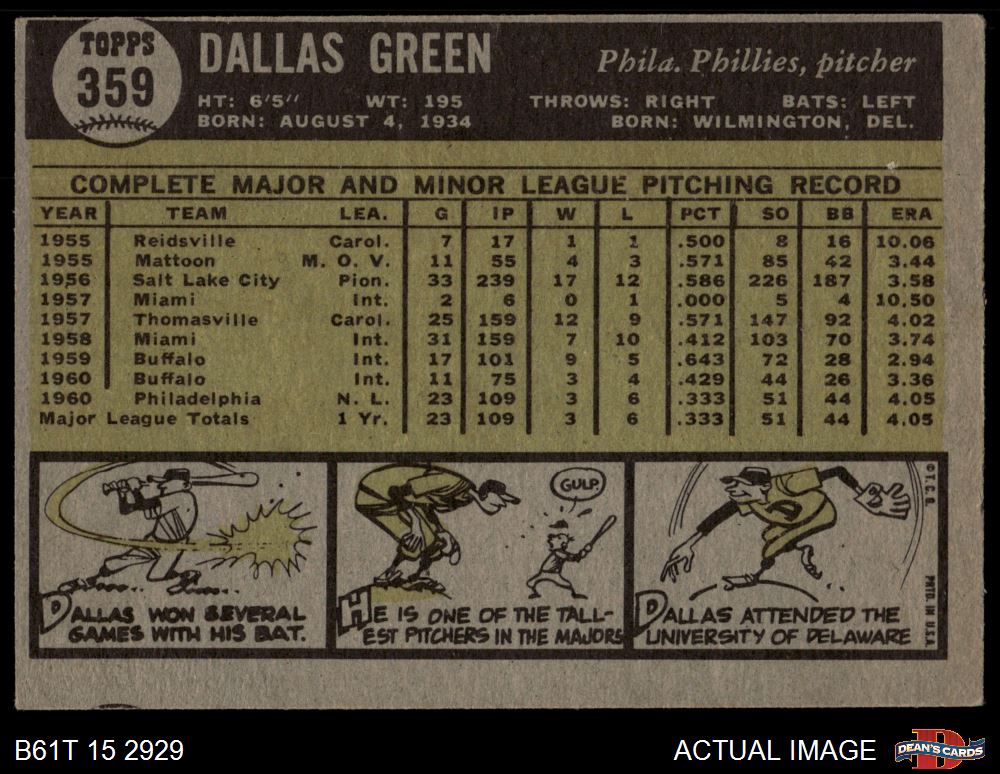 TOPPS
359
DALLAS GREEN
Phila. Phillies, pitcher
HT: 6'5" WT: 195 THROWS: RIGHT BATS: LEFT
BORN: AUGUST 4, 1934 BORN: WILMINGTON, DEL.
COMPLETE MAJOR AND MINOR LEAGUE PITCHING RECORD
YEAR TEAM LEA. G IP W L PCT SO BB ERA
1955 Reidsville Carol. 7 17 1 1 .500 8 16 10.06
1955 Mattoon M. O. V. 11 55 4 3 .571 85 42 3.44
1956 Salt Lake City Pion. 33 239 17 12 .586 226 187 3.58
1957 Miami Int. 2 6 0 1 .000 5 4 10.50
1957 Thomasville Carol. 25 159 12 9 .571 147 92 4.02
1958 Miami Int. 31 159 7 10 .412 103 70 3.74
1959 Buffalo Int. 17 101 9 5 .643 72 28 2.94
1960 Buffalo Int. 11 75 3 4 .429 44 26 3.36
1960 Philadelphia N. L. 23 109 3 6 .333 51 44 4.05
Major League Totals 1 Yr. 23 109 3 6 .333 51 44 4.05
DALLAS WON SEVERAL
GAMES WITH HIS BAT.
GULP.
HE IS ONE OF THE TALL-
EST PITCHERS IN THE MAJORS
DALLAS ATTENDED THE
UNIVERSITY OF DELAWARE
© T. C. G. PRTD. IN U.S.A.
B61T 15 2929
ACTUAL IMAGE
D
DEAN'S CARDS